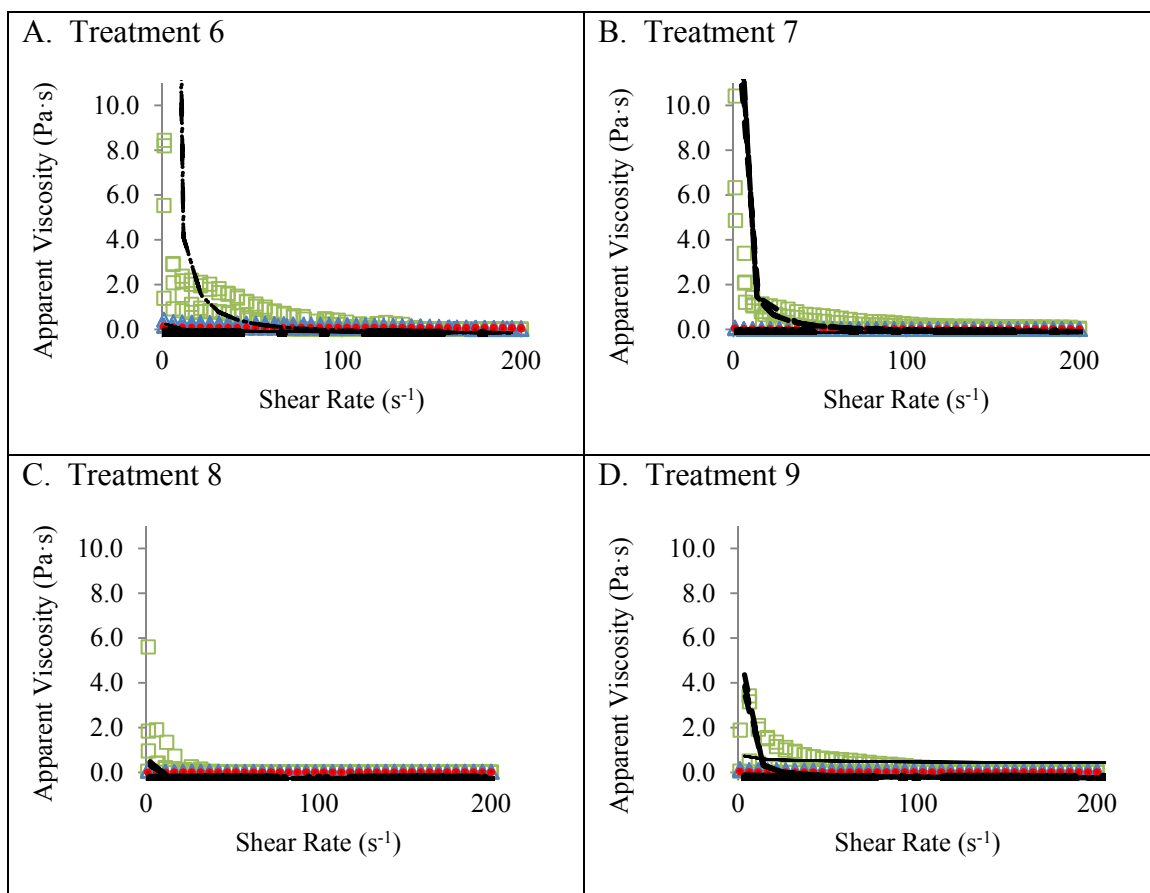 A. Treatment 6
Apparent Viscosity (Pa·s)
10.0
8.0
6.0
4.0
2.0
0.0
0 100 200
Shear Rate (s-1)
B. Treatment 7
Apparent Viscosity (Pa·s)
10.0
8.0
6.0
4.0
2.0
0.0
0 100 200
Shear Rate (s-1)
C. Treatment 8
Apparent Viscosity (Pa·s)
10.0
8.0
6.0
4.0
2.0
0.0
0 100 200
Shear Rate (s-1)
D. Treatment 9
Apparent Viscosity (Pa·s)
10.0
8.0
6.0
4.0
2.0
0.0
0 100 200
Shear Rate (s-1)